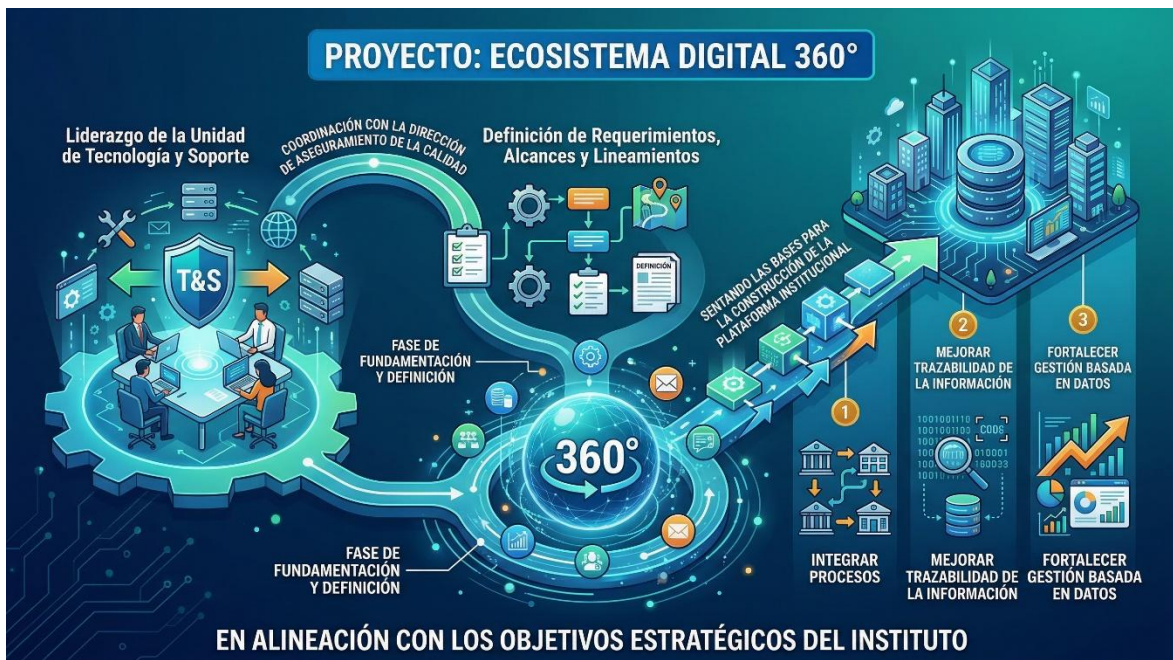 PROYECTO: ECOSISTEMA DIGITAL 360°
Liderazgo de la Unidad
de Tecnología y Soporte
COORDINACIÓN CON LA DIRECCIÓN
DE ASEGURAMIENTO DE LA CALIDAD
Definición de Requerimientos,
Alcances y Lineamientos
T&S
DEFINICIÓN
FASE DE
FUNDAMENTACIÓN
Y DEFINICIÓN
360°
FASE DE
FUNDAMENTACIÓN
Y DEFINICIÓN
SENTANDO LAS BASES PARA
LA CONSTRUCCIÓN DE LA
PLATAFORMA INSTITUCIONAL
1
INTEGRAR
PROCESOS
2
MEJORAR
TRAZABILIDAD DE
LA INFORMACIÓN
1001001110
1001001100
MEJORAR
TRAZABILIDAD DE
LA INFORMACIÓN
3
FORTALECER
GESTIÓN BASADA
EN DATOS
FORTALECER
GESTIÓN BASADA
EN DATOS
EN ALINEACIÓN CON LOS OBJETIVOS ESTRATÉGICOS DEL INSTITUTO